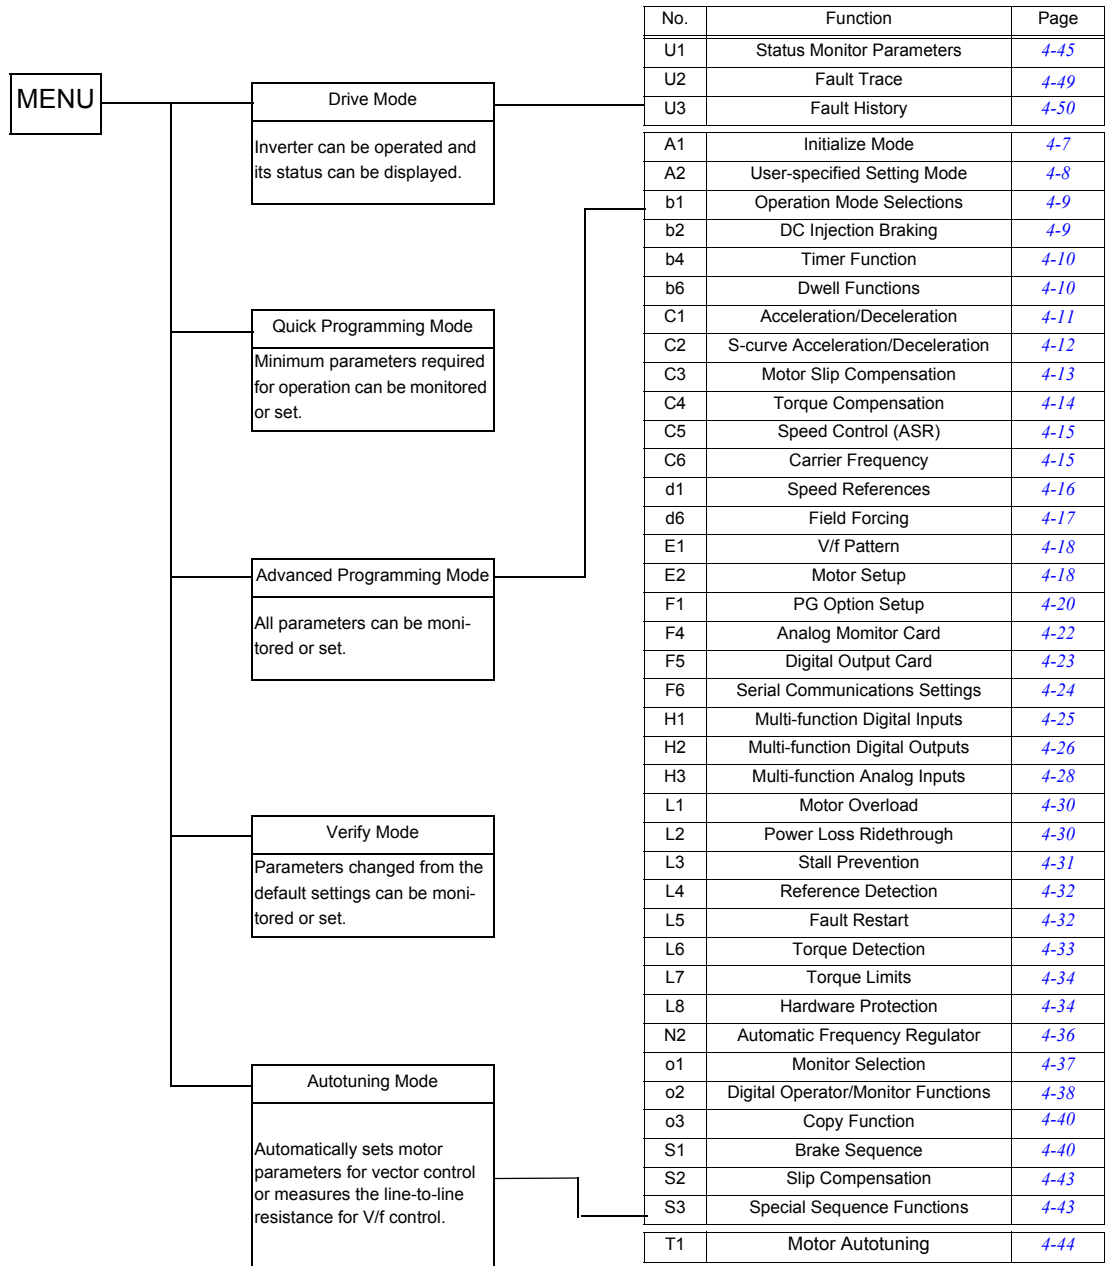 MENU
Drive Mode
Inverter can be operated and
its status can be displayed.
Quick Programming Mode
Minimum parameters required
for operation can be monitored
or set.
Advanced Programming Mode
All parameters can be moni-
tored or set.
Verify Mode
Parameters changed from the
default settings can be moni-
tored or set.
Autotuning Mode
Automatically sets motor
parameters for vector control
or measures the line-to-line
resistance for V/f control.
No. Function Page
U1 Status Monitor Parameters 4-45
U2 Fault Trace 4-49
U3 Fault History 4-50
A1 Initialize Mode 4-7
A2 User-specified Setting Mode 4-8
b1 Operation Mode Selections 4-9
b2 DC Injection Braking 4-9
b4 Timer Function 4-10
b6 Dwell Functions 4-10
C1 Acceleration/Deceleration 4-11
C2 S-curve Acceleration/Deceleration 4-12
C3 Motor Slip Compensation 4-13
C4 Torque Compensation 4-14
C5 Speed Control (ASR) 4-15
C6 Carrier Frequency 4-15
d1 Speed References 4-16
d6 Field Forcing 4-17
E1 V/f Pattern 4-18
E2 Motor Setup 4-18
F1 PG Option Setup 4-20
F4 Analog Momitor Card 4-22
F5 Digital Output Card 4-23
F6 Serial Communications Settings 4-24
H1 Multi-function Digital Inputs 4-25
H2 Multi-function Digital Outputs 4-26
H3 Multi-function Analog Inputs 4-28
L1 Motor Overload 4-30
L2 Power Loss Ridethrough 4-30
L3 Stall Prevention 4-31
L4 Reference Detection 4-32
L5 Fault Restart 4-32
L6 Torque Detection 4-33
L7 Torque Limits 4-34
L8 Hardware Protection 4-34
N2 Automatic Frequency Regulator 4-36
o1 Monitor Selection 4-37
o2 Digital Operator/Monitor Functions 4-38
o3 Copy Function 4-40
S1 Brake Sequence 4-40
S2 Slip Compensation 4-43
S3 Special Sequence Functions 4-43
T1 Motor Autotuning 4-44